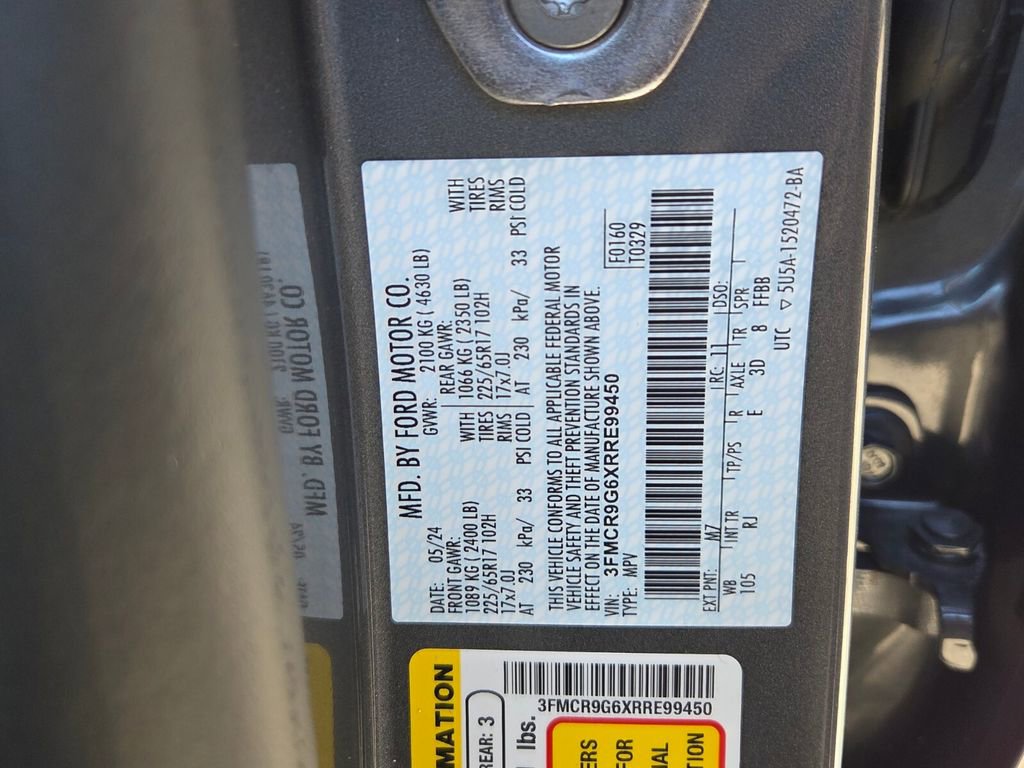 MFD. BY FORD MOTOR CO.
DATE: 05/24 GVWR: 2100 KG ( 4630 LB)
FRONT GAWR: REAR GAWR:
1089 KG ( 2400 LB) WITH 1066 KG ( 2350 LB) WITH
225/65R17 102H TIRES 225/65R17 102H TIRES
17x7.0J RIMS 17x7.0J RIMS
AT 230 kPa/ 33 PSI COLD AT 230 kPa/ 33 PSI COLD
THIS VEHICLE CONFORMS TO ALL APPLICABLE FEDERAL MOTOR
VEHICLE SAFETY AND THEFT PREVENTION STANDARDS IN
EFFECT ON THE DATE OF MANUFACTURE SHOWN ABOVE.
VIN: 3FMCR9G6XRRE99450 F0160
TYPE: MPV T0329
EXT PNT: M7 RC: 11 DSO:
WB INT TR TP/PS R AXLE TR SPR
105 RJ E 3D 8 FFBB
UTC ▽ 5U5A-1520472-BA
MATION
REAR: 3
lbs.
3FMCR9G6XRRE99450
ERS
FOR
NAL
TION
MFD. BY FORD MOTOR CO.